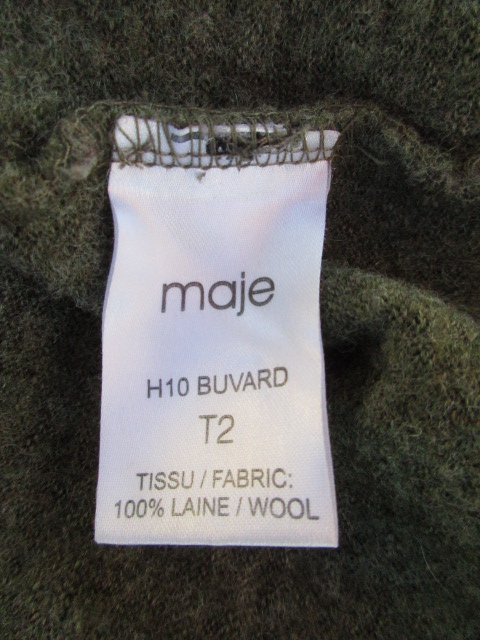 maje
H10 BUVARD
T2
TISSU / FABRIC:
100% LAINE / WOOL